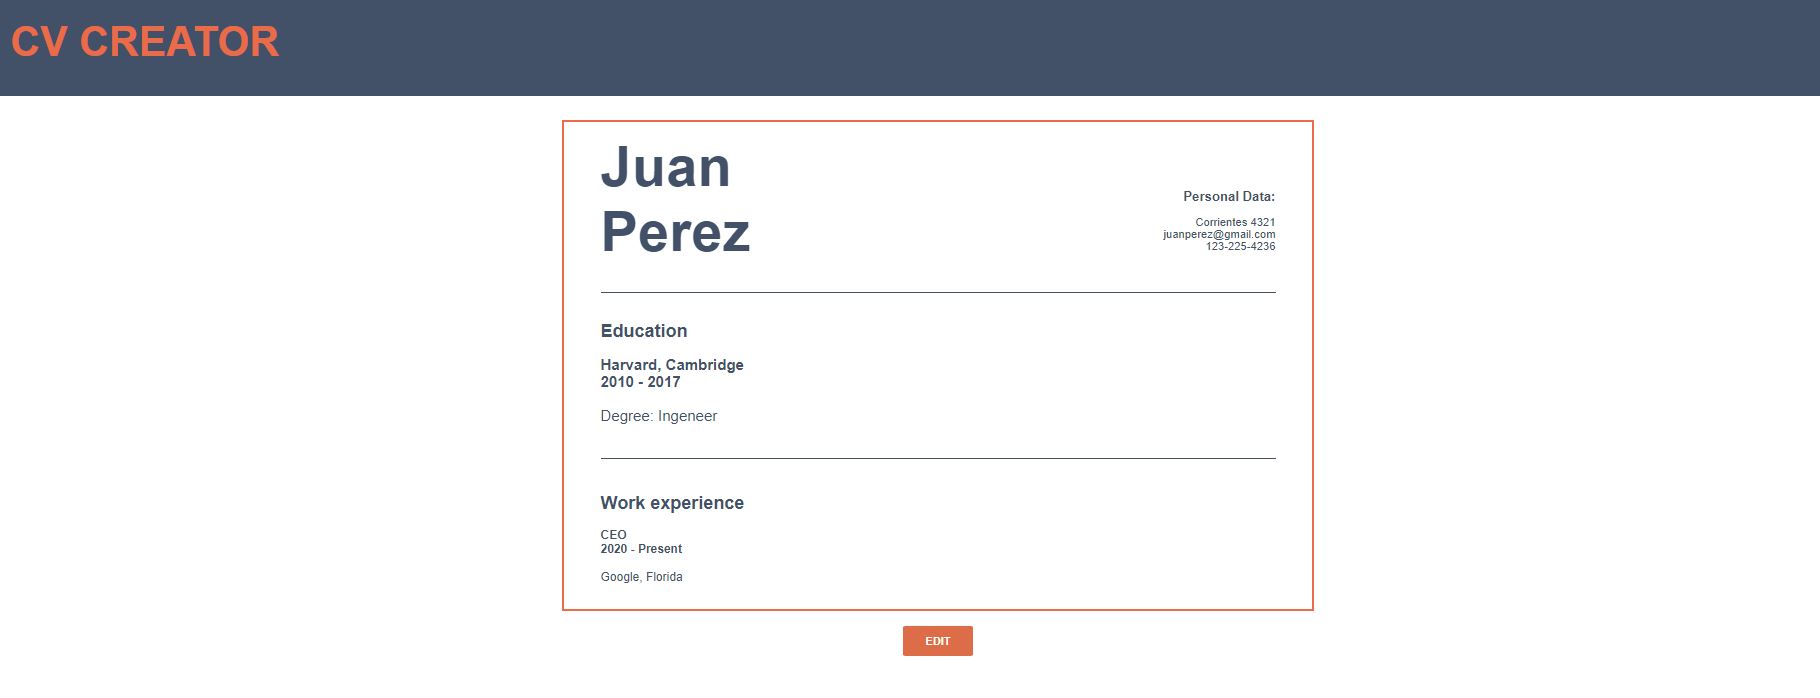 CV CREATOR
Juan
Perez
Personal Data:
Corrientes 4321
juanperez@gmail.com
123-225-4236
Education
Harvard, Cambridge
2010 - 2017
Degree: Ingeneer
Work experience
CEO
2020 - Present
Google, Florida
EDIT